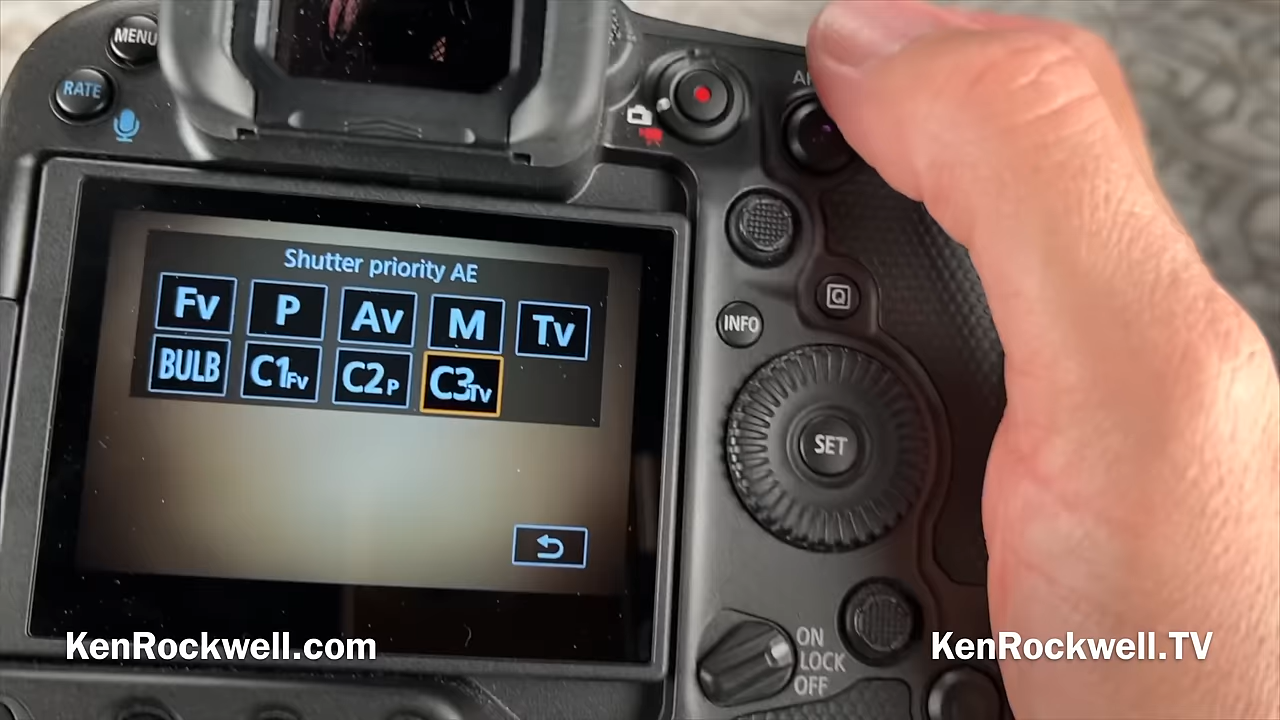 MENU
RATE
Shutter priority AE
Fv P Av M Tv
BULB C1Fv C2P C3Tv
Q
INFO
SET
ON
LOCK
OFF
KenRockwell.com
KenRockwell.TV